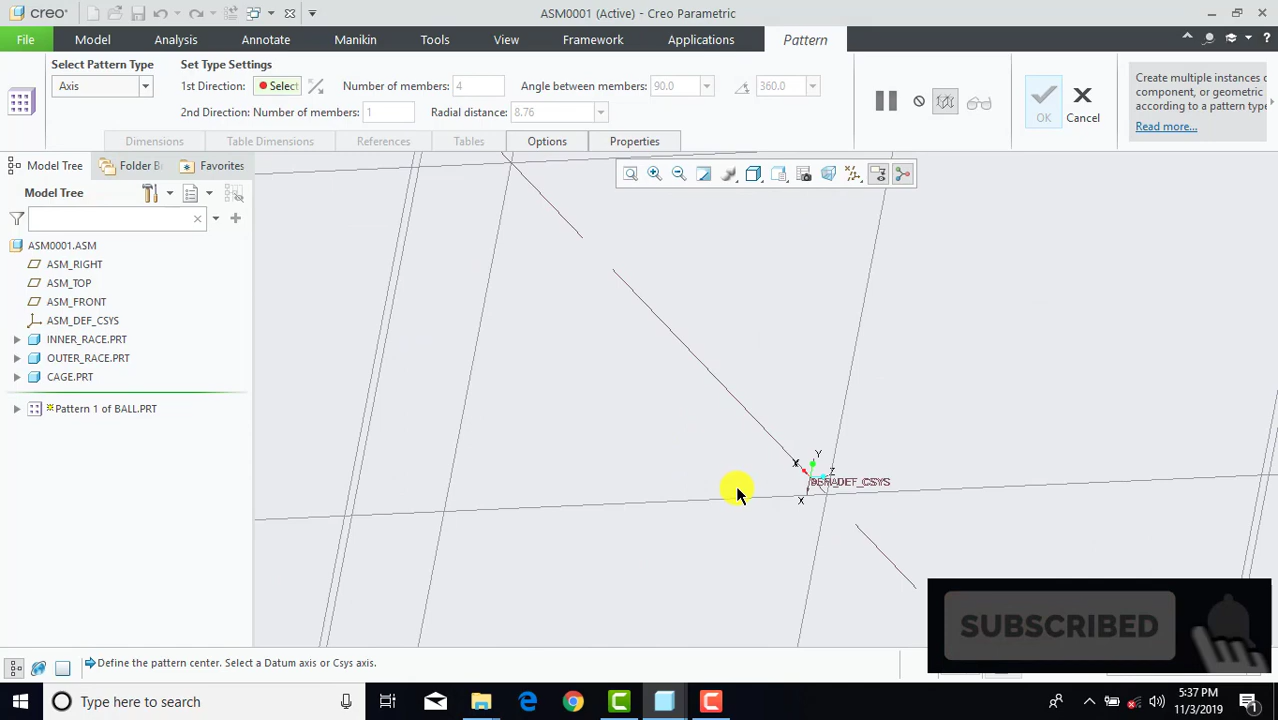 creo
ASM0001 (Active) - Creo Parametric
File
Model
Analysis
Annotate
Manikin
Tools
View
Framework
Applications
Pattern
Select Pattern Type
Set Type Settings
Axis
1st Direction:
Select
Number of members:
4
Angle between members:
90.0
360.0
2nd Direction: Number of members:
1
Radial distance:
8.76
OK
Cancel
Create multiple instances
component, or geometric
according to a pattern type
Read more...
Dimensions
Table Dimensions
References
Tables
Options
Properties
Model Tree
Folder B
Favorites
Model Tree
ASM0001.ASM
ASM_RIGHT
ASM_TOP
ASM_FRONT
ASM_DEF_CSYS
INNER_RACE.PRT
OUTER_RACE.PRT
CAGE.PRT
Pattern 1 of BALL.PRT
X
Y
Z
DEF_CSYS
X
SUBSCRIBED
Define the pattern center. Select a Datum axis or Csys axis.
Type here to search
5:37 PM
11/3/2019
1